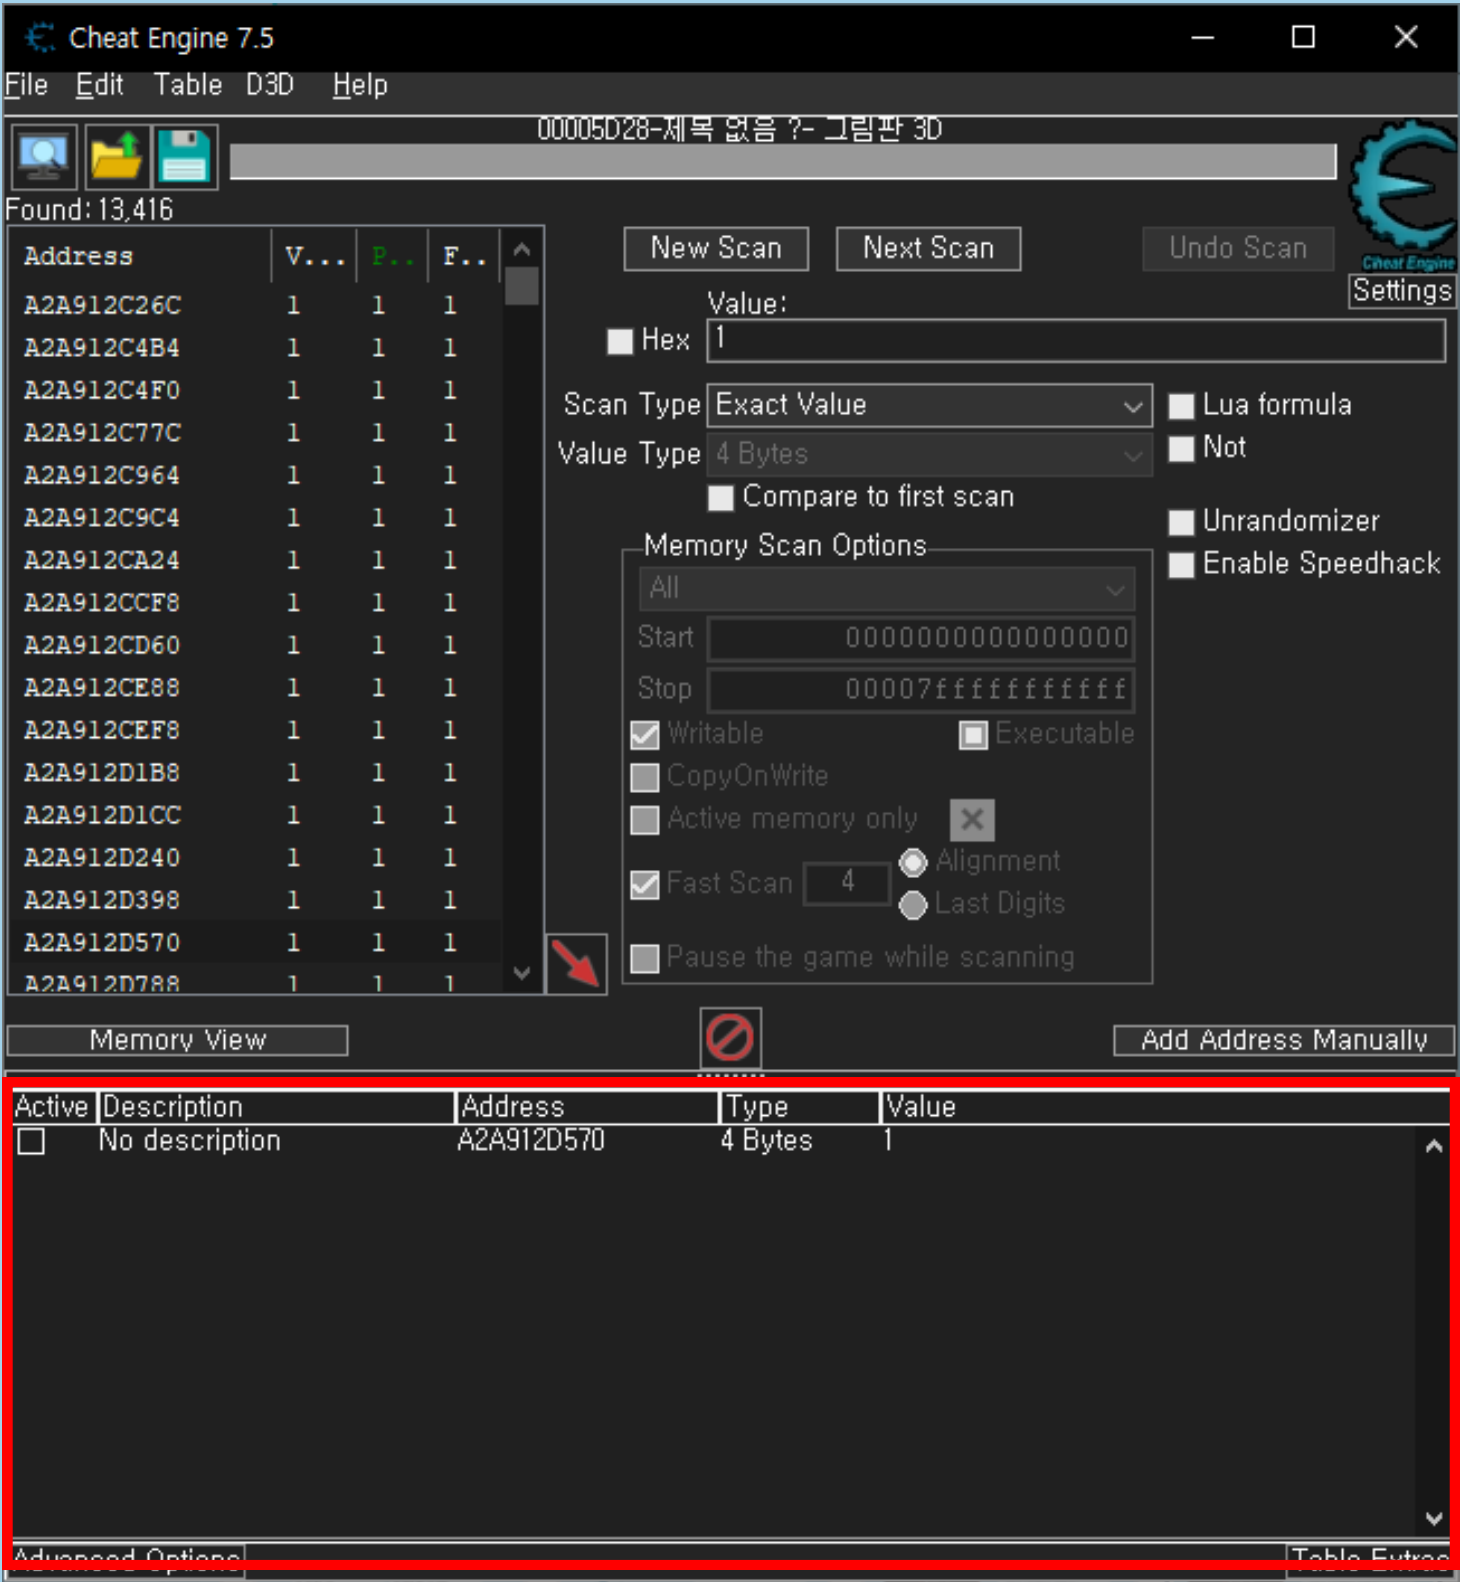 Cheat Engine 7.5
File Edit Table D3D Help
00005D28-제목 없음 ?- 그림판 3D
Found: 13,416
Address V... P.. F..
A2A912C26C 1 1 1
A2A912C4B4 1 1 1
A2A912C4F0 1 1 1
A2A912C77C 1 1 1
A2A912C964 1 1 1
A2A912C9C4 1 1 1
A2A912CA24 1 1 1
A2A912CCF8 1 1 1
A2A912CD60 1 1 1
A2A912CE88 1 1 1
A2A912CEF8 1 1 1
A2A912D1B8 1 1 1
A2A912D1CC 1 1 1
A2A912D240 1 1 1
A2A912D398 1 1 1
A2A912D570 1 1 1
A2A912D788 1 1 1
New Scan Next Scan Undo Scan
Cheat Engine
Settings
Value:
Hex 1
Scan Type Exact Value
Lua formula
Value Type 4 Bytes
Not
Compare to first scan
Unrandomizer
Enable Speedhack
Memory Scan Options
All
Start 0000000000000000
Stop 00007fffffffffff
Writable Executable
CopyOnWrite
Active memory only
Fast Scan 4
Alignment
Last Digits
Pause the game while scanning
Memory View
Add Address Manually
Active Description Address Type Value
No description A2A912D570 4 Bytes 1
Advanced Options
Table Extras